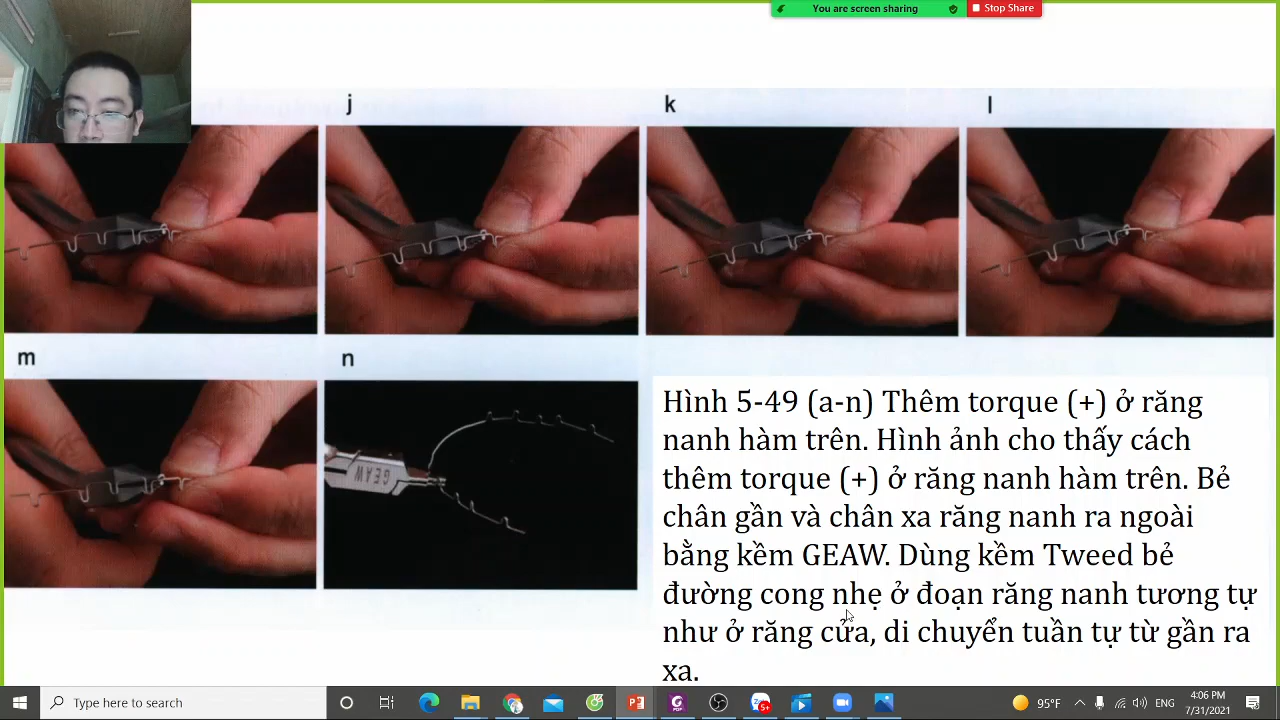 You are screen sharing
Stop Share
j
k
l
m
n
GEAW
Hình 5-49 (a-n) Thêm torque (+) ở răng
nanh hàm trên. Hình ảnh cho thấy cách
thêm torque (+) ở răng nanh hàm trên. Bẻ
chân gần và chân xa răng nanh ra ngoài
bằng kềm GEAW. Dùng kềm Tweed bẻ
đường cong nhẹ ở đoạn răng nanh tương tự
như ở răng cửa, di chuyển tuần tự từ gần ra
xa.
Type here to search
95°F
ENG
4:06 PM
7/31/2021